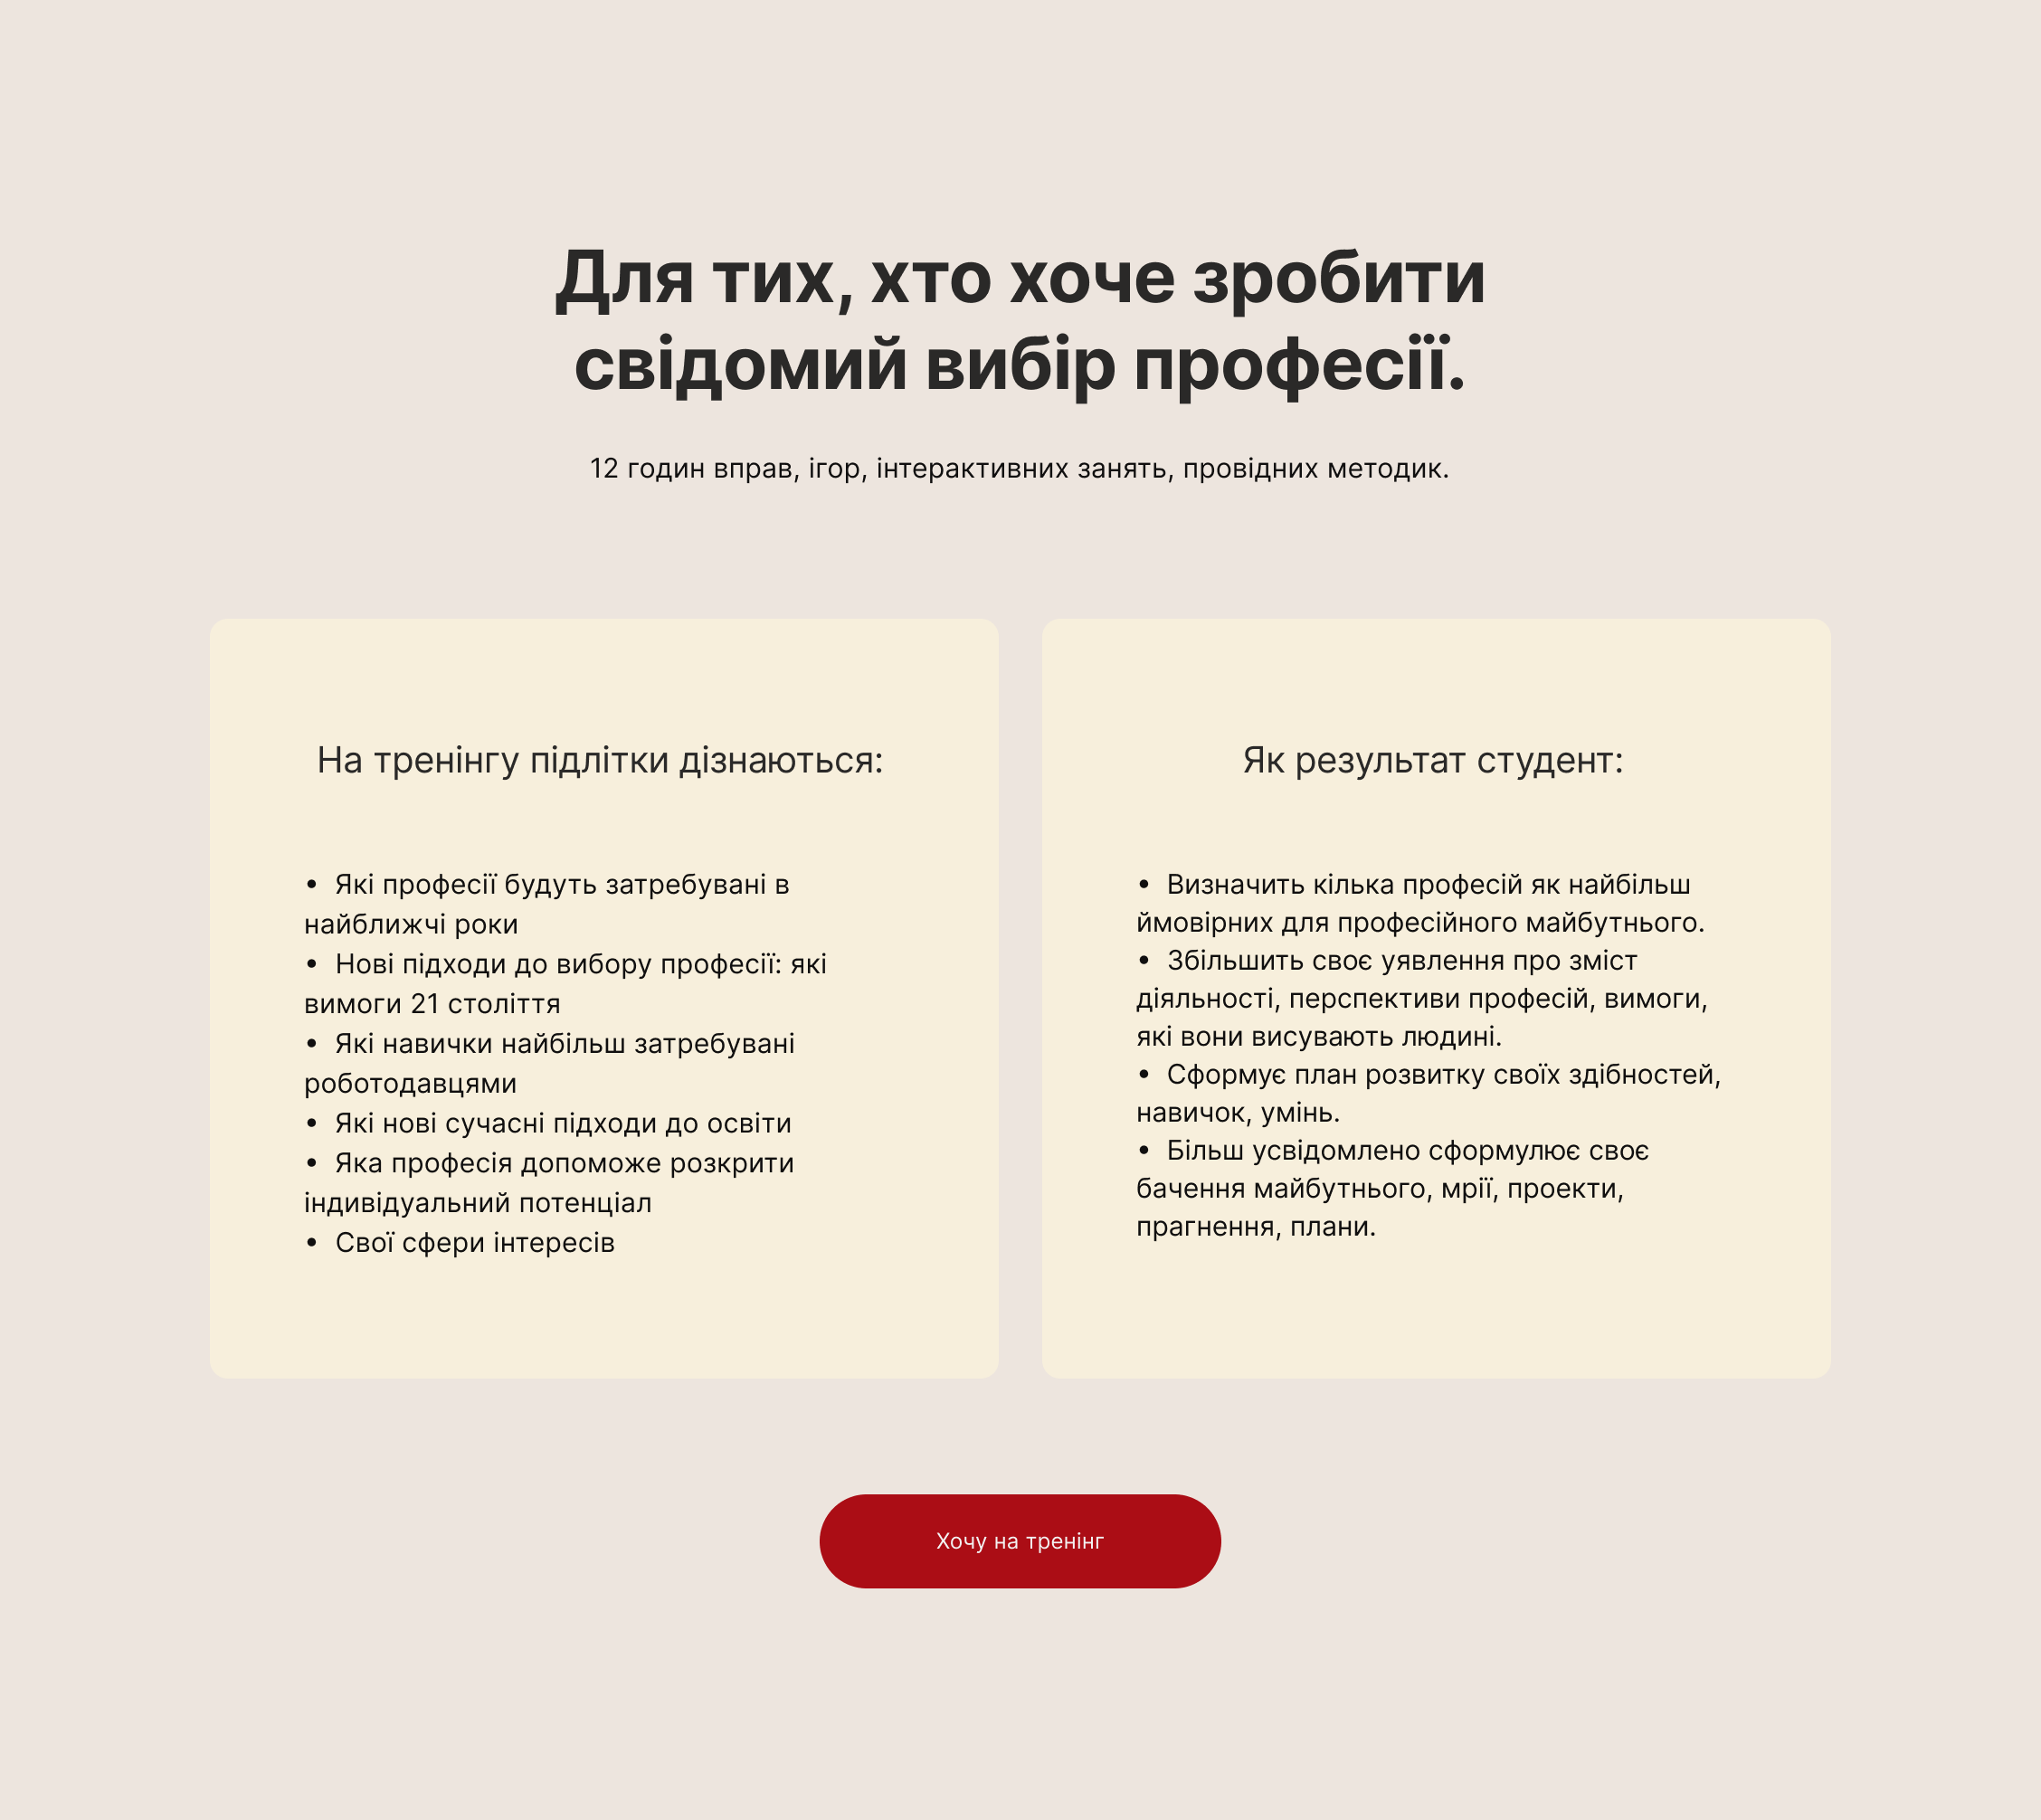 Для тих, хто хоче зробити
свідомий вибір професії.
12 годин вправ, ігор, інтерактивних занять, провідних методик.
На тренінгу підлітки дізнаються:
• Які професії будуть затребувані в
найближчі роки
• Нові підходи до вибору професії: які
вимоги 21 століття
• Які навички найбільш затребувані
роботодавцями
• Які нові сучасні підходи до освіти
• Яка професія допоможе розкрити
індивідуальний потенціал
• Свої сфери інтересів
Як результат студент:
• Визначить кілька професій як найбільш
ймовірних для професійного майбутнього.
• Збільшить своє уявлення про зміст
діяльності, перспективи професій, вимоги,
які вони висувають людині.
• Сформує план розвитку своїх здібностей,
навичок, умінь.
• Більш усвідомлено сформулює своє
бачення майбутнього, мрії, проекти,
прагнення, плани.
Хочу на тренінг